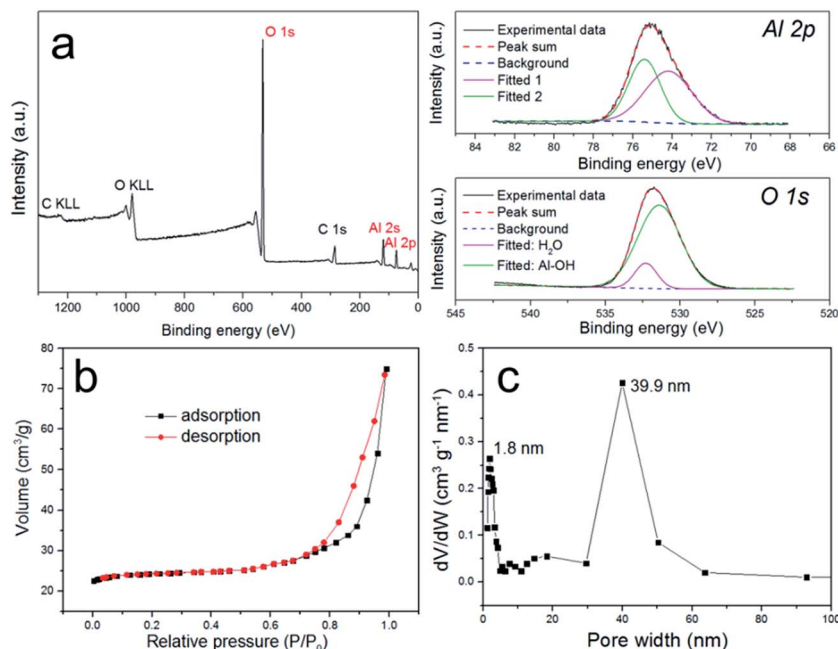 a
O 1s
O KLL
C KLL
C 1s
Al 2s
Al 2p
Intensity (a.u.)
1200 1000 800 600 400 200 0
Binding energy (eV)
Al 2p
Experimental data
Peak sum
Background
Fitted 1
Fitted 2
Intensity (a.u.)
84 82 80 78 76 74 72 70 68 66
Binding energy (eV)
O 1s
Experimental data
Peak sum
Background
Fitted: H₂O
Fitted: Al-OH
Intensity (a.u.)
545 540 535 530 525 520
Binding energy (eV)
b
adsorption
desorption
Volume (cm³/g)
80
70
60
50
40
30
20
0.0 0.2 0.4 0.6 0.8 1.0
Relative pressure (P/P₀)
c
39.9 nm
1.8 nm
dV/dW (cm³ g⁻¹ nm⁻¹)
0.5
0.4
0.3
0.2
0.1
0.0
0 20 40 60 80 100
Pore width (nm)